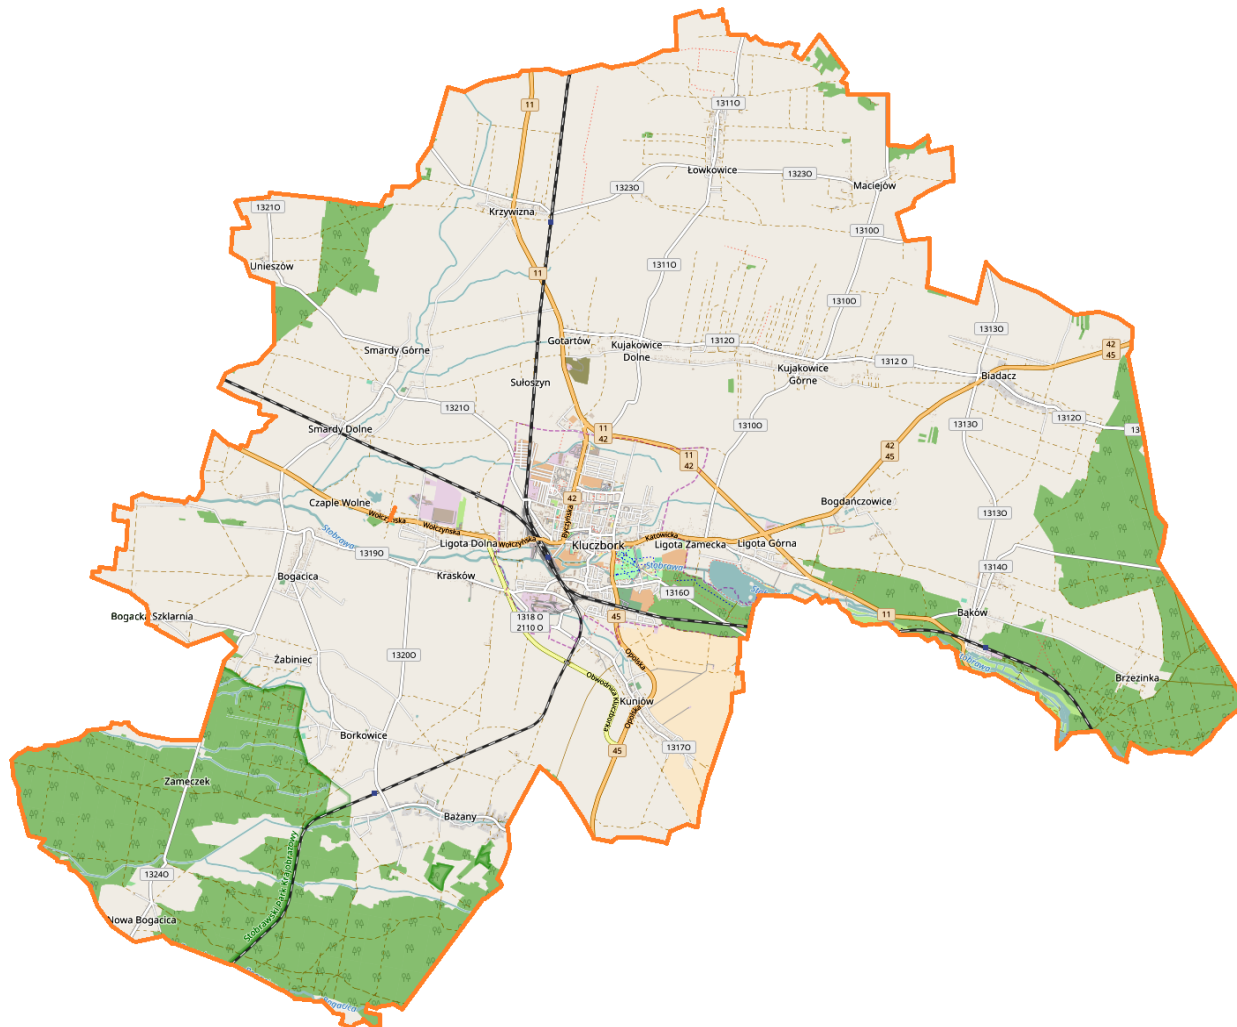 11
1311O
Łowkowice
1323O
1323O
Maciejów
1321O
Krzywizna
1310O
Unieszów
11
1311O
1310O
1313O
Gotartów
Kujakowice
Dolne
1312O
42
45
Smardy Górne
Kujakowice
Górne
1312 O
Biadacz
Sułoszyn
1321O
1312O
1310O
1313O
13
Smardy Dolne
11
42
42
45
11
42
Czaple Wolne
42
Bogdańczowice
Wołczyńska
Wołczyńska
Byczyńska
1313O
Stobrawa
Ligota Dolna
Wołczyńska
Kluczbork
Katowicka
Ligota Zamecka
Ligota Górna
1319O
Stobrawa
1314O
Bogacica
Krasków
1316O
Bogacka Szklarnia
1318 O
2110 O
45
11
Bąków
1320O
Żabiniec
Opolska
Stobrawa
Brzezinka
Obwodnica Kluczborka
Kuniów
Opolska
Borkowice
45
1317O
Zameczek
Bażany
Stobrawski Park Krajobrazowy
1324O
Nowa Bogacica